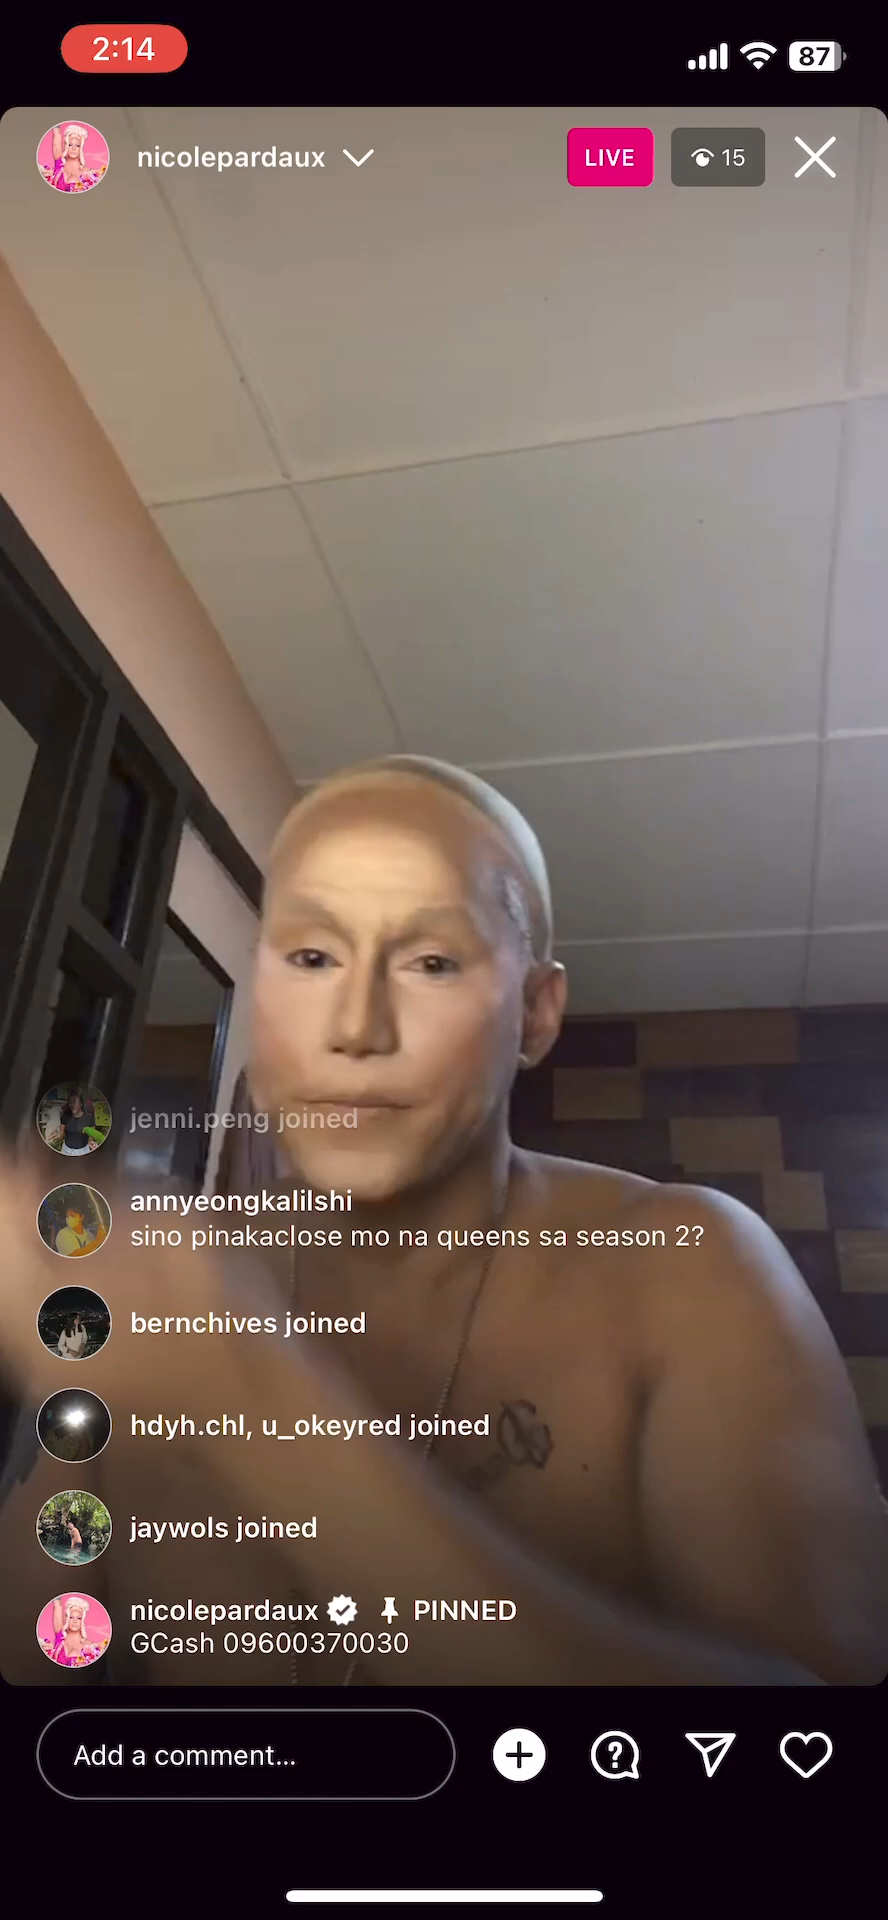 2:14
87
nicolepardaux
LIVE
15
jenni.peng joined
annyeongkalilshi
sino pinakaclose mo na queens sa season 2?
bernchives joined
hdyh.chl, u_okeyred joined
jaywols joined
nicolepardaux PINNED
GCash 09600370030
Add a comment...